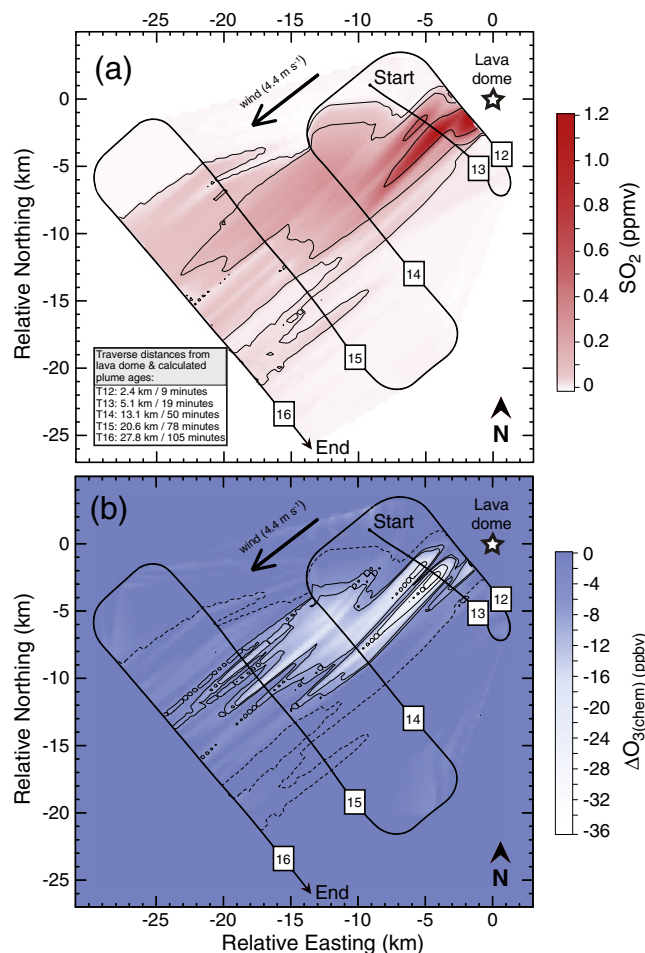 -20 -15 -10 -5 0
(a)
wind (4.4 m s⁻¹)
Start
Lava
dome
0
-5
-10
-15
-20
-25
Relative Northing (km)
12
13
14
15
16
End
N
Traverse distances from
lava dome & calculated
plume ages:
T12: 2.4 km / 9 minutes
T13: 5.1 km / 19 minutes
T14: 13.1 km / 50 minutes
T15: 20.6 km / 78 minutes
T16: 27.8 km / 105 minutes
1.2
1.0
0.8
0.6
0.4
0.2
0
SO₂ (ppmv)
(b)
wind (4.4 m s⁻¹)
Start
Lava
dome
0
-5
-10
-15
-20
-25
Relative Northing (km)
12
13
14
15
16
End
N
0
-4
-8
-12
-16
-20
-24
-28
-32
-36
ΔO₃(chem) (ppbv)
-25 -20 -15 -10 -5 0
Relative Easting (km)